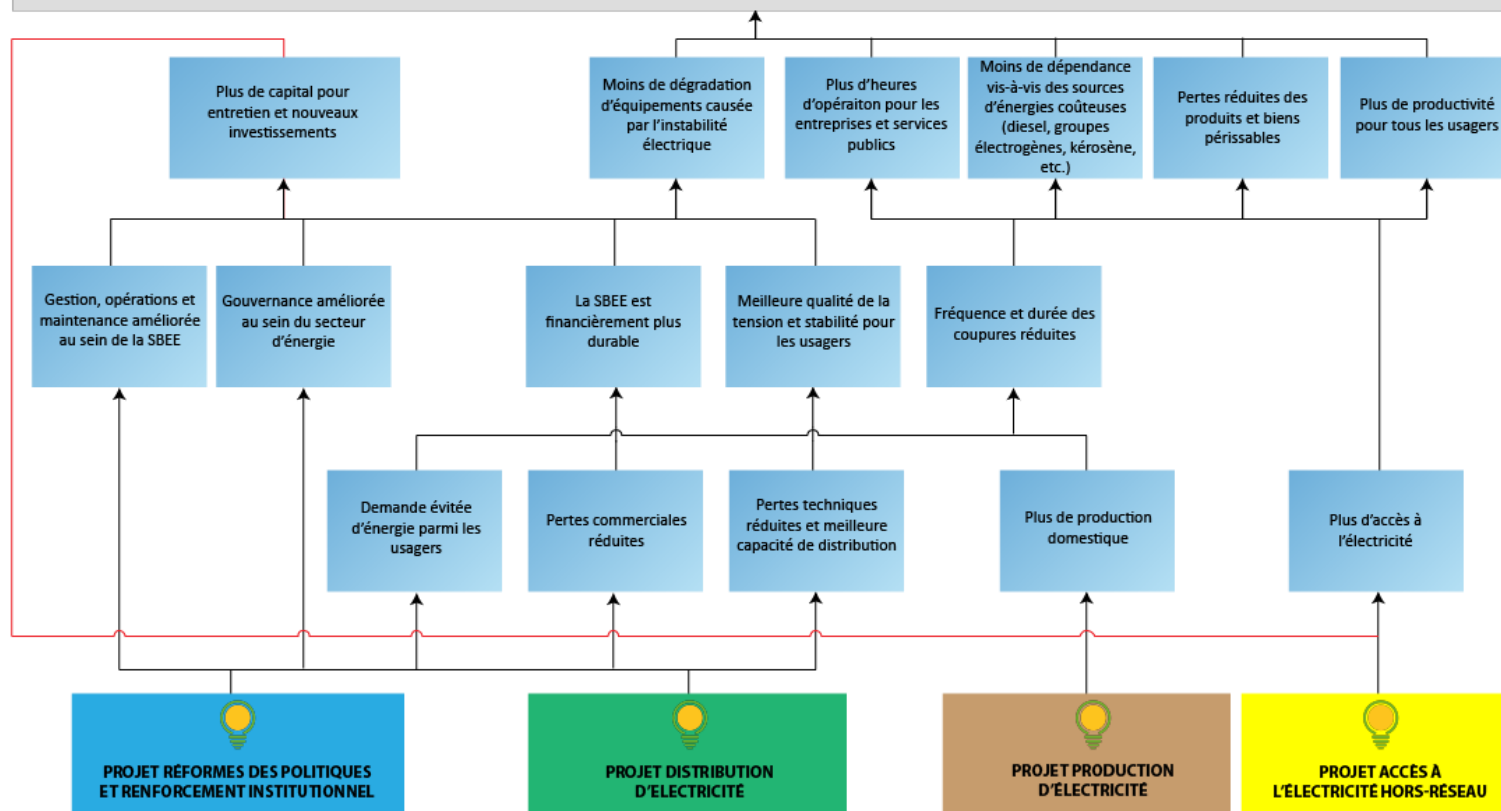 Plus de capital pour
entretien et nouveaux
investissements
Moins de dégradation
d'équipements causée
par l'instabilité
électrique
Plus d'heures
d'opéraiton pour les
entreprises et services
publics
Moins de dépendance
vis-à-vis des sources
d'énergies coûteuses
(diesel, groupes
électrogènes, kérosène,
etc.)
Pertes réduites des
produits et biens
périssables
Plus de productivité
pour tous les usagers
Gestion, opérations et
maintenance améliorée
au sein de la SBEE
Gouvernance améliorée
au sein du secteur
d'énergie
La SBEE est
financièrement plus
durable
Meilleure qualité de la
tension et stabilité pour
les usagers
Fréquence et durée des
coupures réduites
Demande évitée
d'énergie parmi les
usagers
Pertes commerciales
réduites
Pertes techniques
réduites et meilleure
capacité de distribution
Plus de production
domestique
Plus d'accès à
l'électricité
PROJET RÉFORMES DES POLITIQUES
ET RENFORCEMENT INSTITUTIONNEL
PROJET DISTRIBUTION
D'ELECTRICITÉ
PROJET PRODUCTION
D'ÉLECTRICITÉ
PROJET ACCÈS À
L'ÉLECTRICITÉ HORS-RÉSEAU